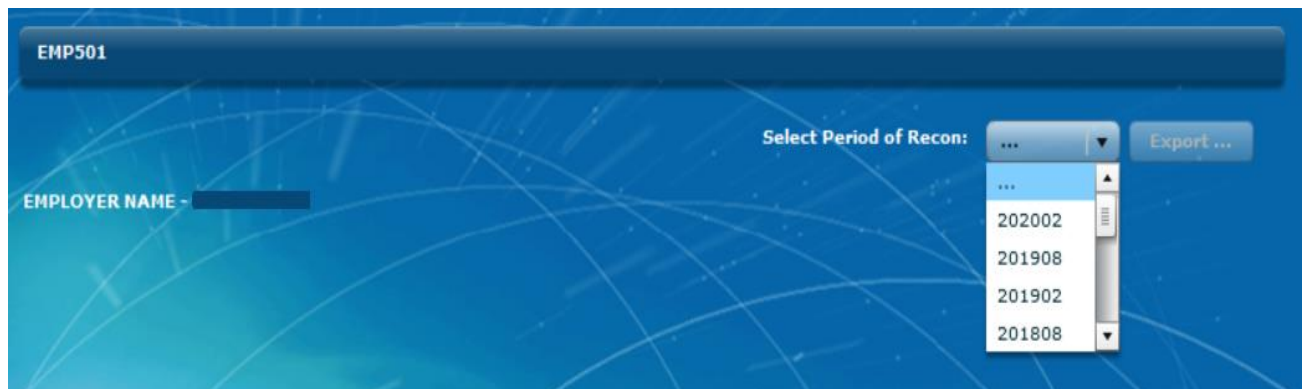 EMP501
Select Period of Recon: ... Export ...
...
EMPLOYER NAME -
202002
201908
201902
201808